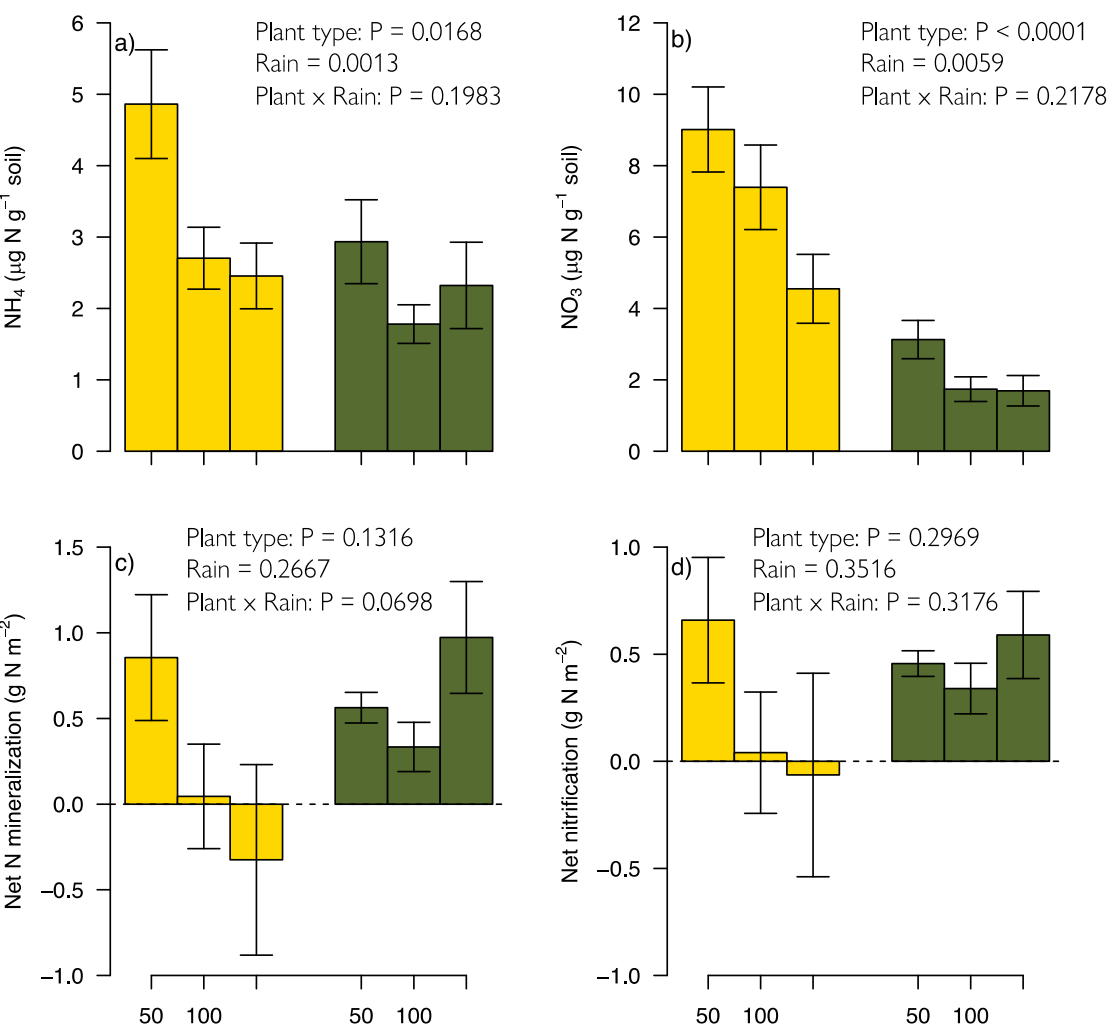 a)
Plant type: P = 0.0168
Rain = 0.0013
Plant x Rain: P = 0.1983
NH₄ (μg N g⁻¹ soil)
6
5
4
3
2
1
0
b)
Plant type: P < 0.0001
Rain = 0.0059
Plant x Rain: P = 0.2178
NO₃ (μg N g⁻¹ soil)
12
10
8
6
4
2
0
c)
Plant type: P = 0.1316
Rain = 0.2667
Plant x Rain: P = 0.0698
Net N mineralization (g N m⁻²)
1.5
1.0
0.5
0.0
−0.5
−1.0
50 100
50 100
d)
Plant type: P = 0.2969
Rain = 0.3516
Plant x Rain: P = 0.3176
Net nitrification (g N m⁻²)
1.0
0.5
0.0
−0.5
−1.0
50 100
50 100